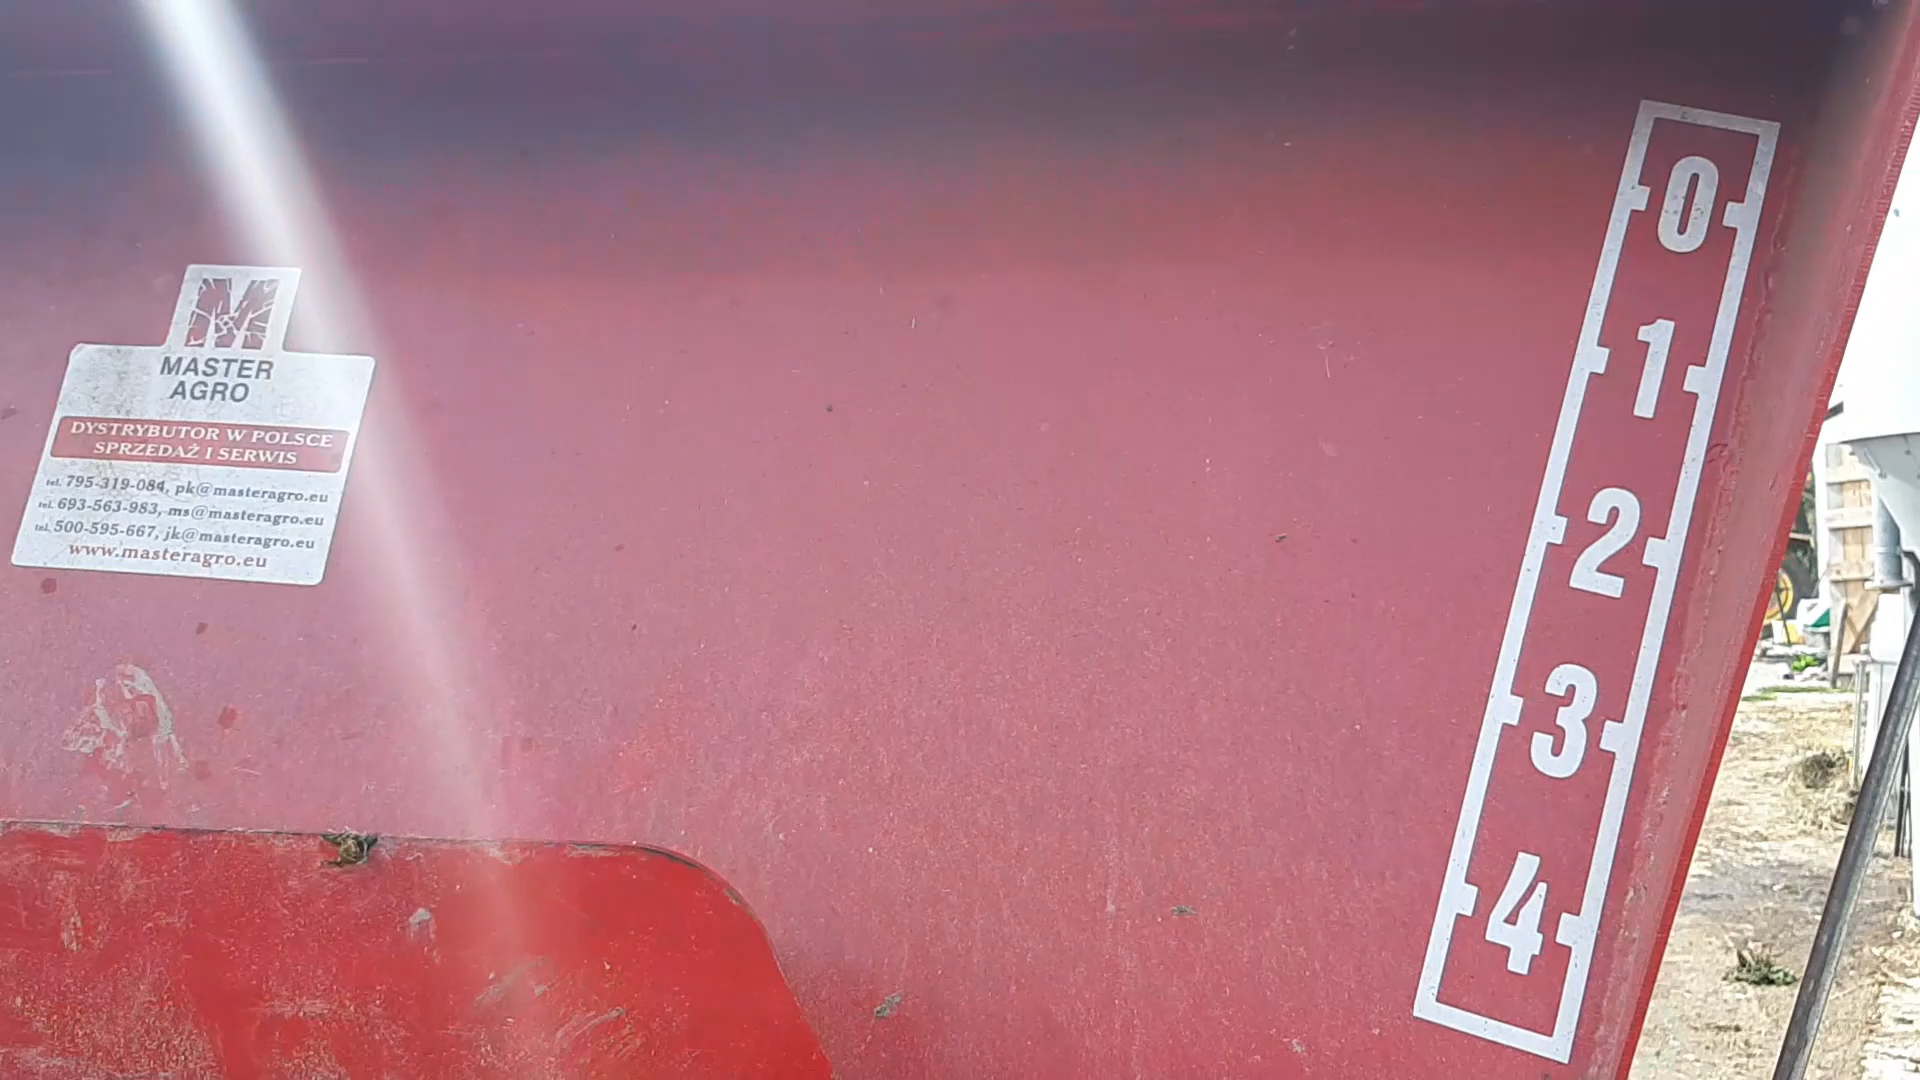 MASTER
AGRO
DYSTRYBUTOR W POLSCE
SPRZEDAŻ I SERWIS
tel. 795-319-084, pk@masteragro.eu
tel. 693-563-983, ms@masteragro.eu
tel. 500-595-667, jk@masteragro.eu
www.masteragro.eu
0
1
2
3
4